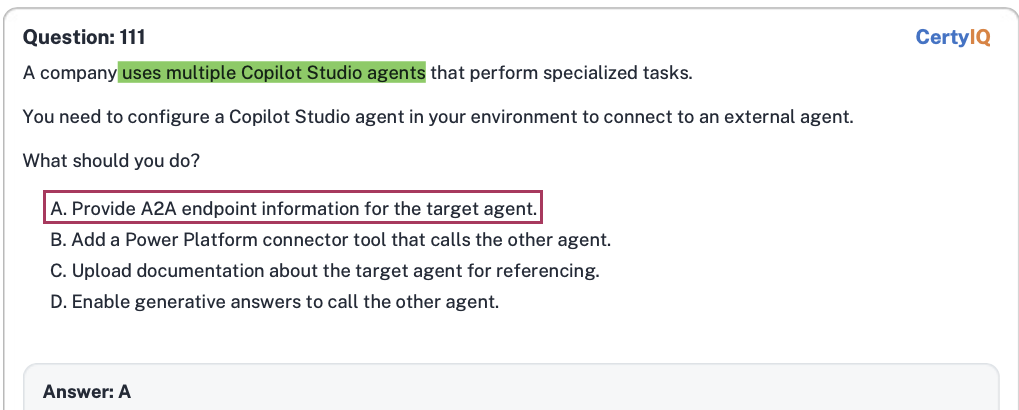 Question: 111
CertyIQ
A company uses multiple Copilot Studio agents that perform specialized tasks.
You need to configure a Copilot Studio agent in your environment to connect to an external agent.
What should you do?
A. Provide A2A endpoint information for the target agent.
B. Add a Power Platform connector tool that calls the other agent.
C. Upload documentation about the target agent for referencing.
D. Enable generative answers to call the other agent.
Answer: A